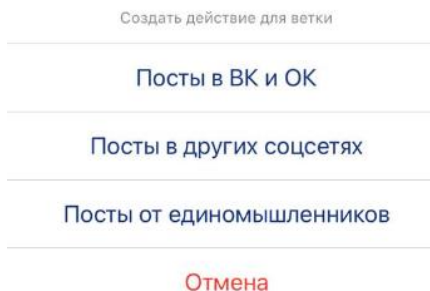 Создать действие для ветки
Посты в ВК и ОК
Посты в других соцсетях
Посты от единомышленников
Отмена